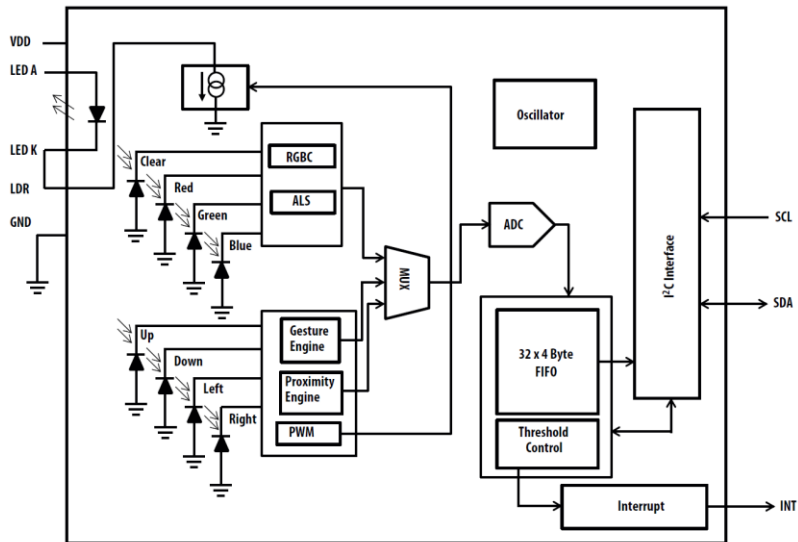 VDD
LED A
LED K
LDR
GND
Clear
Red
Green
Blue
RGBC
ALS
Up
Down
Left
Right
Gesture
Engine
Proximity
Engine
PWM
MUX
ADC
Oscillator
32 x 4 Byte
FIFO
Threshold
Control
I²C Interface
Interrupt
SCL
SDA
INT